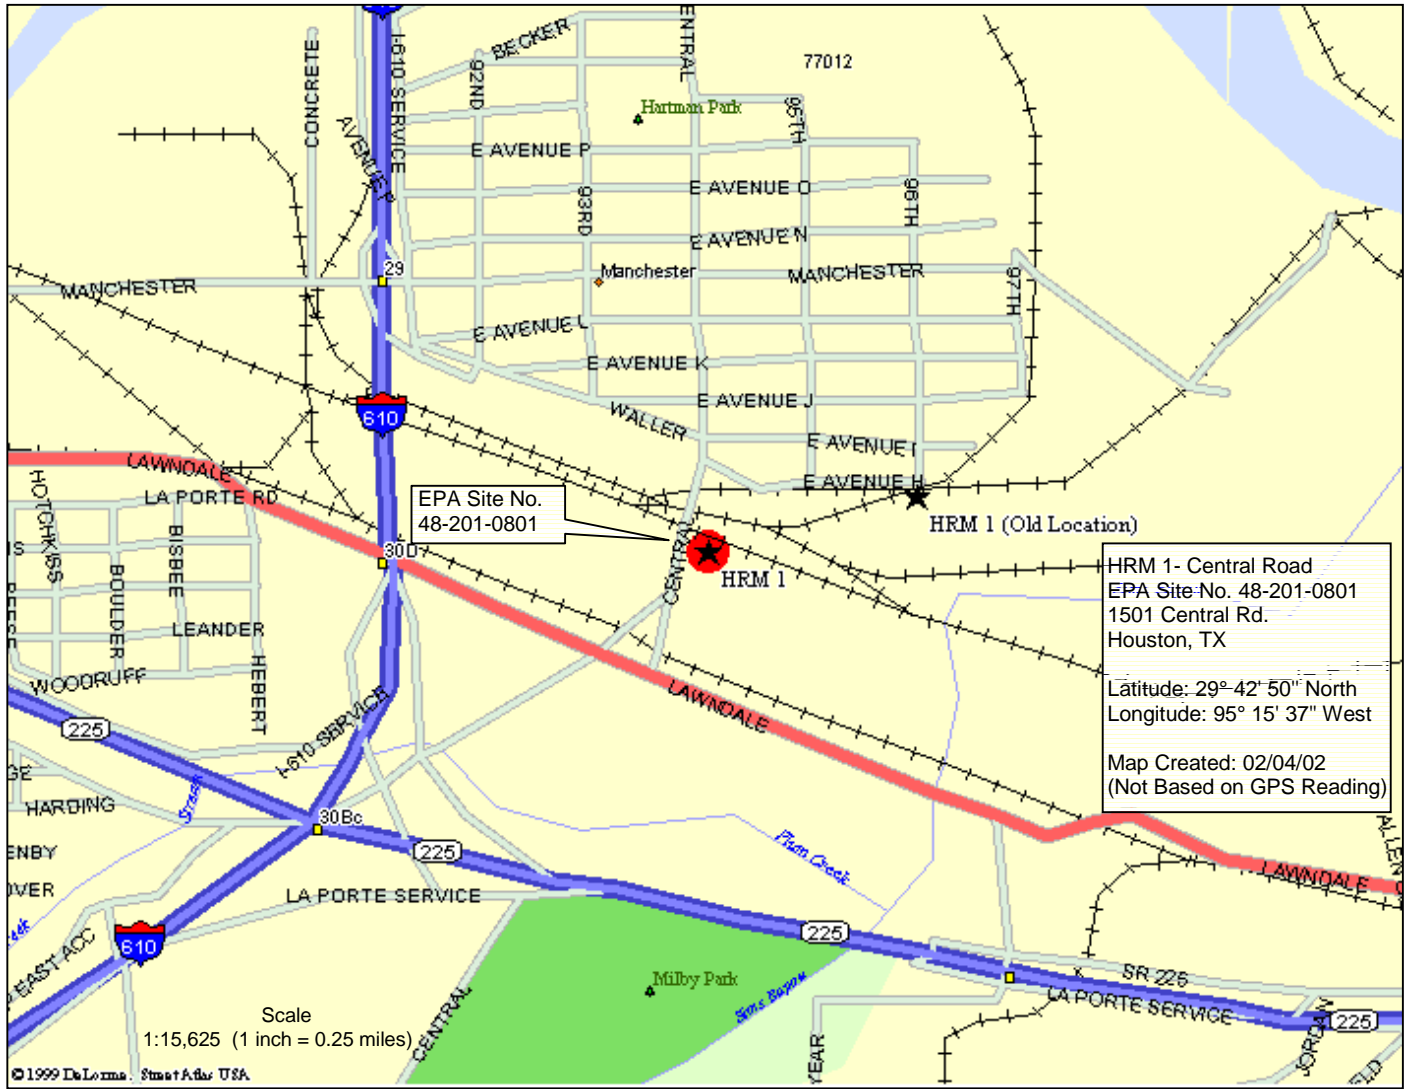 BECKER
CENTRAL
77012
CONCRETE
I-610 SERVICE
92ND
Hartman Park
95TH
AVENUE P
E AVENUE P
E AVENUE O
93RD
96TH
E AVENUE N
29
Manchester
MANCHESTER
MANCHESTER
97TH
E AVENUE L
E AVENUE K
610
WALLER
E AVENUE J
E AVENUE I
LAWNDALE
E AVENUE H
LA PORTE RD
EPA Site No.
48-201-0801
HRM 1 (Old Location)
HOTCHKISS
BISBEE
30D
CENTRAL
HRM 1
HRM 1- Central Road
EPA Site No. 48-201-0801
1501 Central Rd.
Houston, TX
Latitude: 29° 42' 50" North
Longitude: 95° 15' 37" West
Map Created: 02/04/02
(Not Based on GPS Reading)
BOULDER
REESE
LEANDER
HEBERT
WOODRUFF
LAWNDALE
225
I-610 SERVICE
Stream
HARDING
30Bc
225
Plum Creek
ALLEN
ENBY
OVER
LA PORTE SERVICE
LAWNDALE
225
610
EAST ACC
Milby Park
Sims Bayou
SR 225
LA PORTE SERVICE
225
JORDAN
CENTRAL
YEAR
Scale
1:15,625 (1 inch = 0.25 miles)
©1999 DeLorme. Street Atlas USA